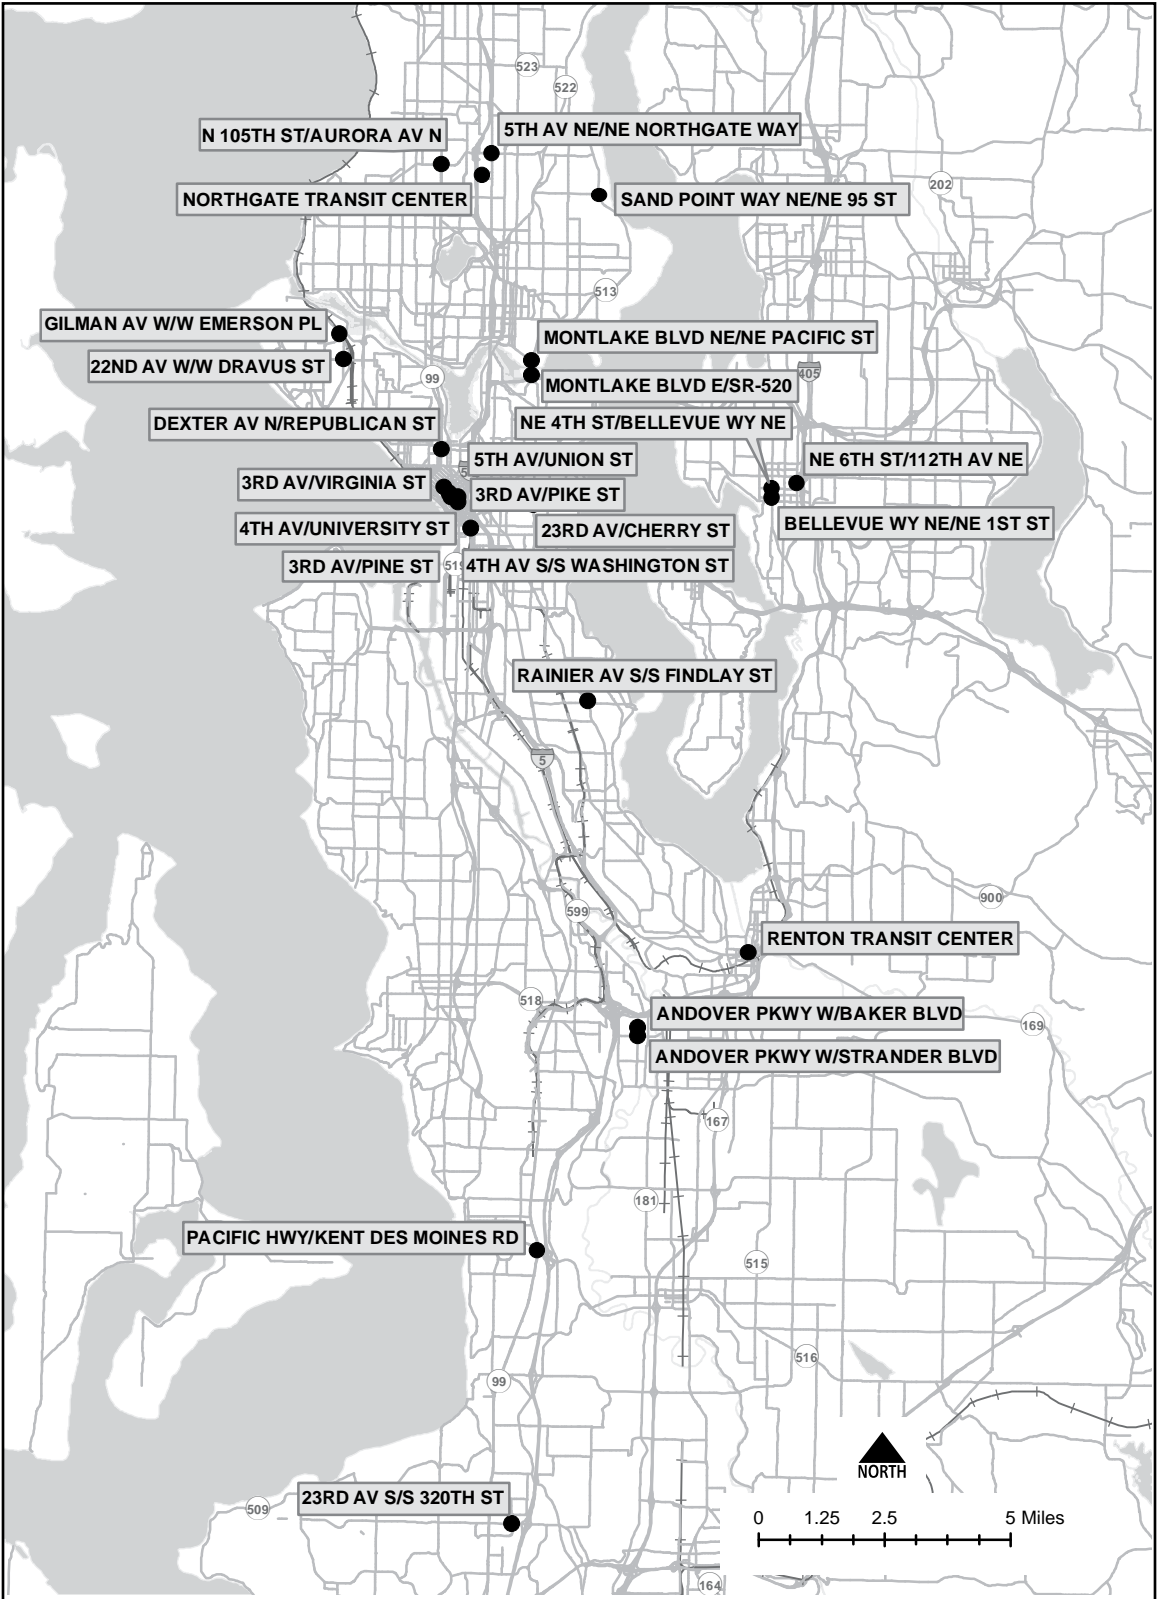 523
522
5TH AV NE/NE NORTHGATE WAY
N 105TH ST/AURORA AV N
202
NORTHGATE TRANSIT CENTER
SAND POINT WAY NE/NE 95 ST
513
GILMAN AV W/W EMERSON PL
MONTLAKE BLVD NE/NE PACIFIC ST
22ND AV W/W DRAVUS ST
99
405
MONTLAKE BLVD E/SR-520
DEXTER AV N/REPUBLICAN ST
NE 4TH ST/BELLEVUE WY NE
5TH AV/UNION ST
NE 6TH ST/112TH AV NE
3RD AV/VIRGINIA ST
3RD AV/PIKE ST
4TH AV/UNIVERSITY ST
23RD AV/CHERRY ST
BELLEVUE WY NE/NE 1ST ST
3RD AV/PINE ST
519
4TH AV S/S WASHINGTON ST
RAINIER AV S/S FINDLAY ST
5
900
599
RENTON TRANSIT CENTER
518
ANDOVER PKWY W/BAKER BLVD
169
ANDOVER PKWY W/STRANDER BLVD
167
181
PACIFIC HWY/KENT DES MOINES RD
515
516
99
NORTH
23RD AV S/S 320TH ST
509
0 1.25 2.5 5 Miles
164